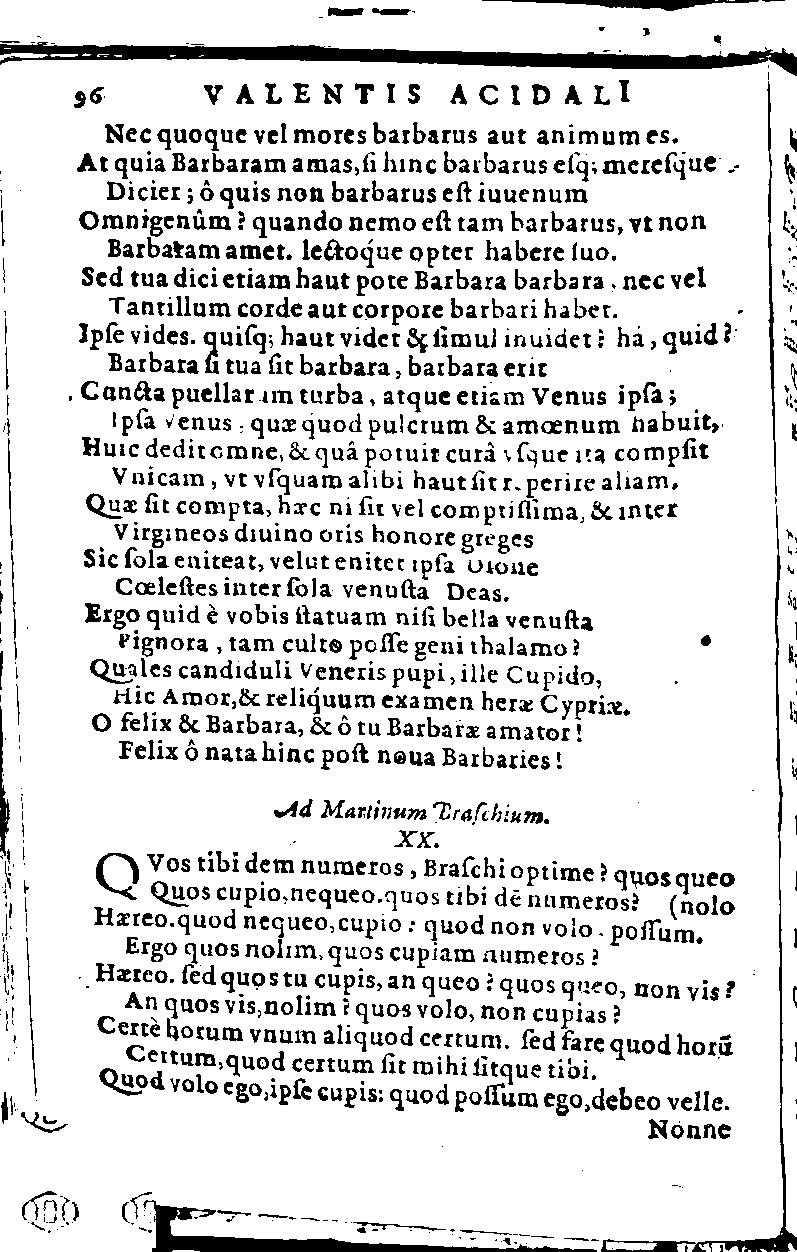 96 VALENTIS ACIDALI
Nec quoque vel mores barbarus aut animum es.
At quia Barbaram amas, ſi hinc barbarus eſq; mereſq́ue
Dicier; ô quis non barbarus eſt iuuenum
Omnigenûm? quando nemo eſt tam barbarus, vt non
Barbaram amet. lectoq́ue opter habere ſuo.
Sed tua dici etiam haut pote Barbara barbara, nec vel
Tantillum corde aut corpore barbari habet.
Ipſe vides. quiſq; haut videt & ſimul inuidet? há, quid?
Barbara ſi tua ſit barbara, barbara erit
Cuncta puellarum turba, atque etiam Venus ipſa;
Ipſa Venus, quæ quod pulcrum & amœnum habuit,
Huic dedit omne, & quâ potuit curâ vſque ita compſit
Vnicam, vt vſquam alibi haut ſit reperire aliam.
Quæ ſit compta, hæc ni ſit vel comptiſſima, & inter
Virgineos diuino oris honore greges
Sic ſola eniteat, velut enitet ipſa Dione
Cœleſtes inter ſola venuſta Deas.
Ergo quid è vobis ſtatuam niſi bella venuſta
Pignora, tam culto poſſe geni thalamo?
Quales candiduli Veneris pupi, ille Cupido,
Hic Amor, & reliq́uum examen heræ Cypriæ.
O felix & Barbara, & ô tu Barbaræ amator!
Felix ô nata hinc poſt noua Barbaries!
Ad Martinum Braſchium.
XX.
QVos tibi dem numeros, Braſchi optime? quos queo
Quos cupio, nequeo. quos tibi dē numeros? (nolo
Hæreo. quod nequeo, cupio: quod non volo, poſſum.
Ergo quos nolim, quos cupiam numeros?
Hæreo. ſed quos tu cupis, an queo? quos queo, non vis?
An quos vis, nolim? quos volo, non cupias?
Certè horum vnum aliquod certum. ſed fare quod horū
Certum, quod certum ſit mihi ſitque tibi.
Quod volo ego, ipſe cupis: quod poſſum ego, debeo velle.
Nonne